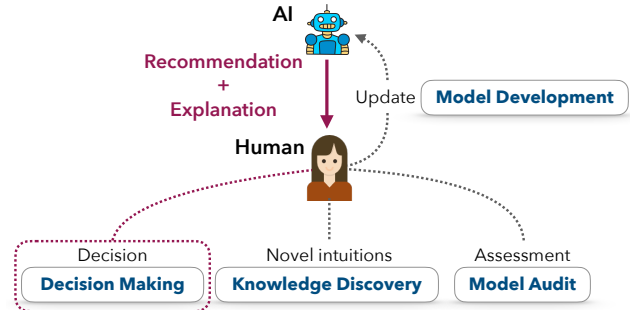 AI
Recommendation
+
Explanation
Update
Model Development
Human
Decision
Decision Making
Novel intuitions
Knowledge Discovery
Assessment
Model Audit